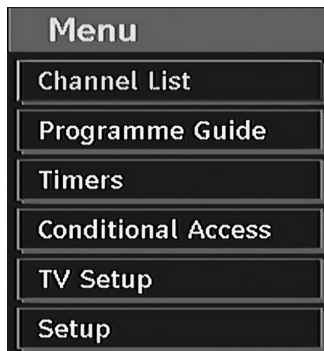 Menu
Channel List
Programme Guide
Timers
Conditional Access
TV Setup
Setup